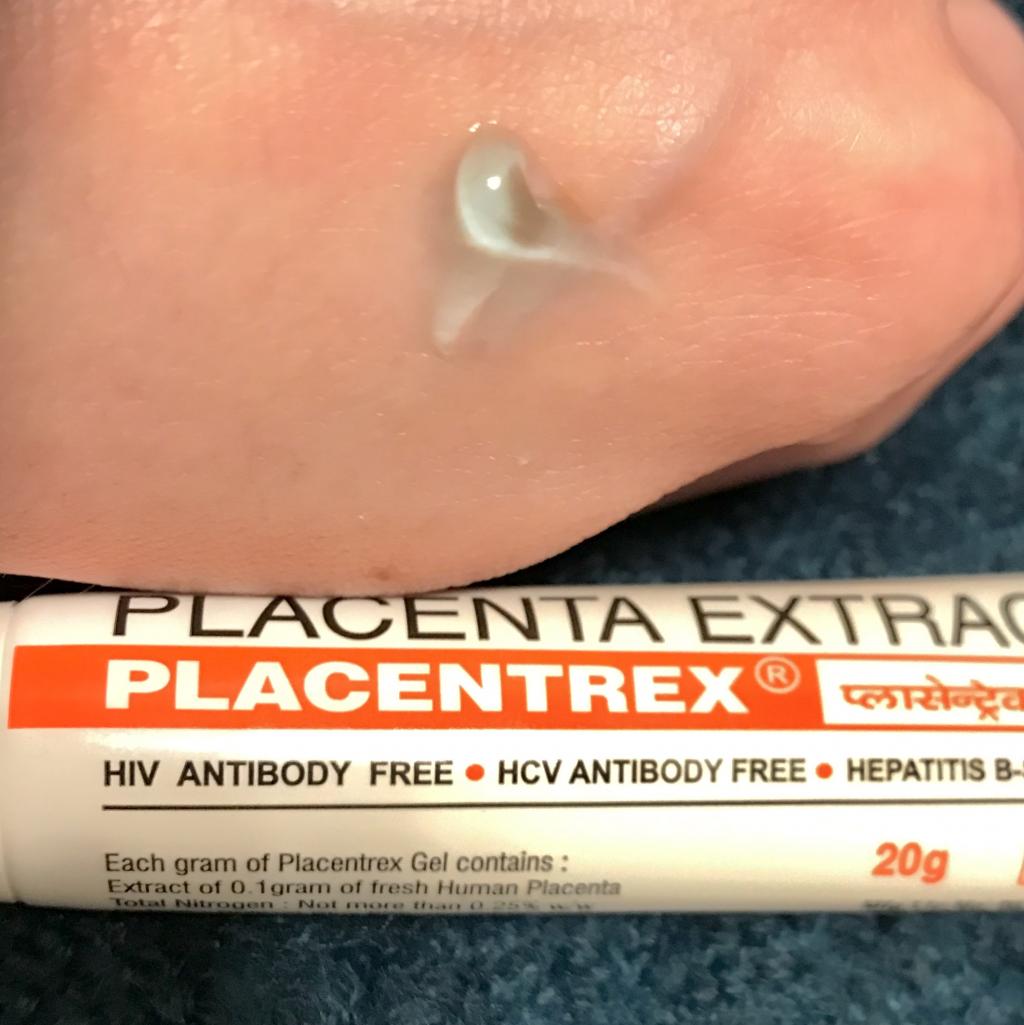 PLACENTA EXTRAC
PLACENTREX® प्लासेन्ट्रेक
HIV ANTIBODY FREE • HCV ANTIBODY FREE • HEPATITIS B-
Each gram of Placentrex Gel contains :
20g
Extract of 0.1gram of fresh Human Placenta
Total Nitrogen : Not more than 0.25% w/w